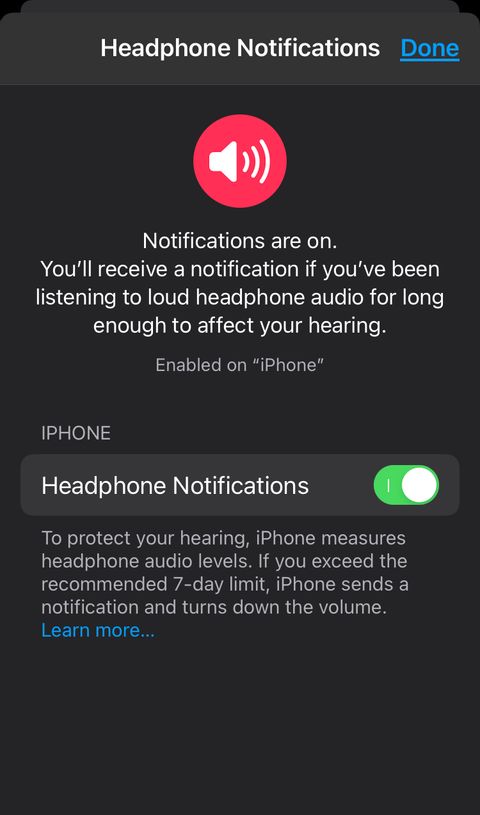 Headphone Notifications
Done
Notifications are on.
You’ll receive a notification if you’ve been
listening to loud headphone audio for long
enough to affect your hearing.
Enabled on “iPhone”
IPHONE
Headphone Notifications
To protect your hearing, iPhone measures
headphone audio levels. If you exceed the
recommended 7-day limit, iPhone sends a
notification and turns down the volume.
Learn more...